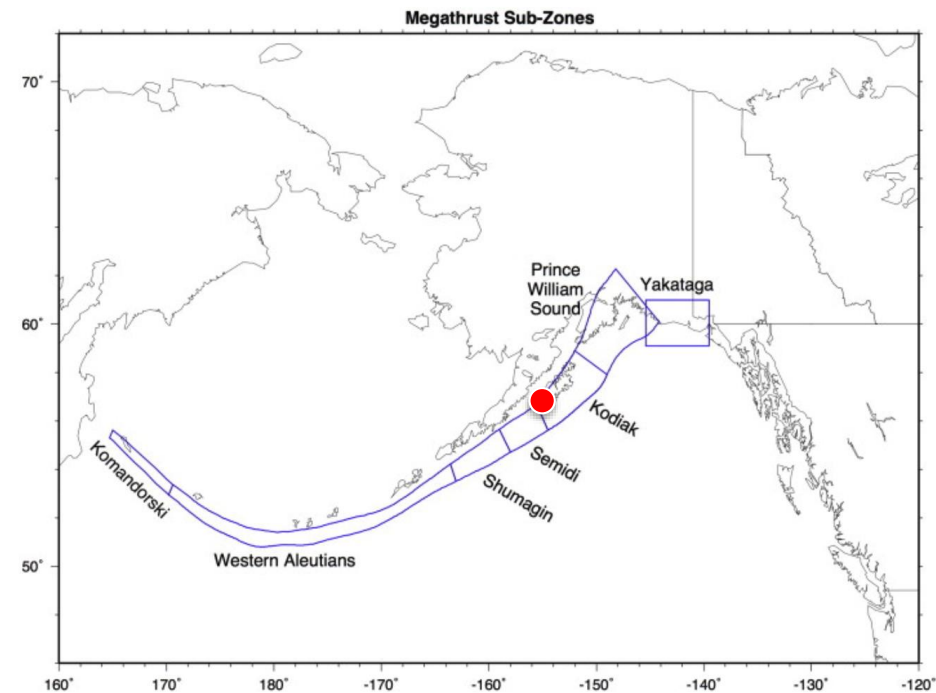 Megathrust Sub-Zones
70°
60°
50°
Prince
William
Sound
Yakataga
Kodiak
Semidi
Shumagin
Komandorski
Western Aleutians
160°
170°
180°
-170°
-160°
-150°
-140°
-130°
-120°